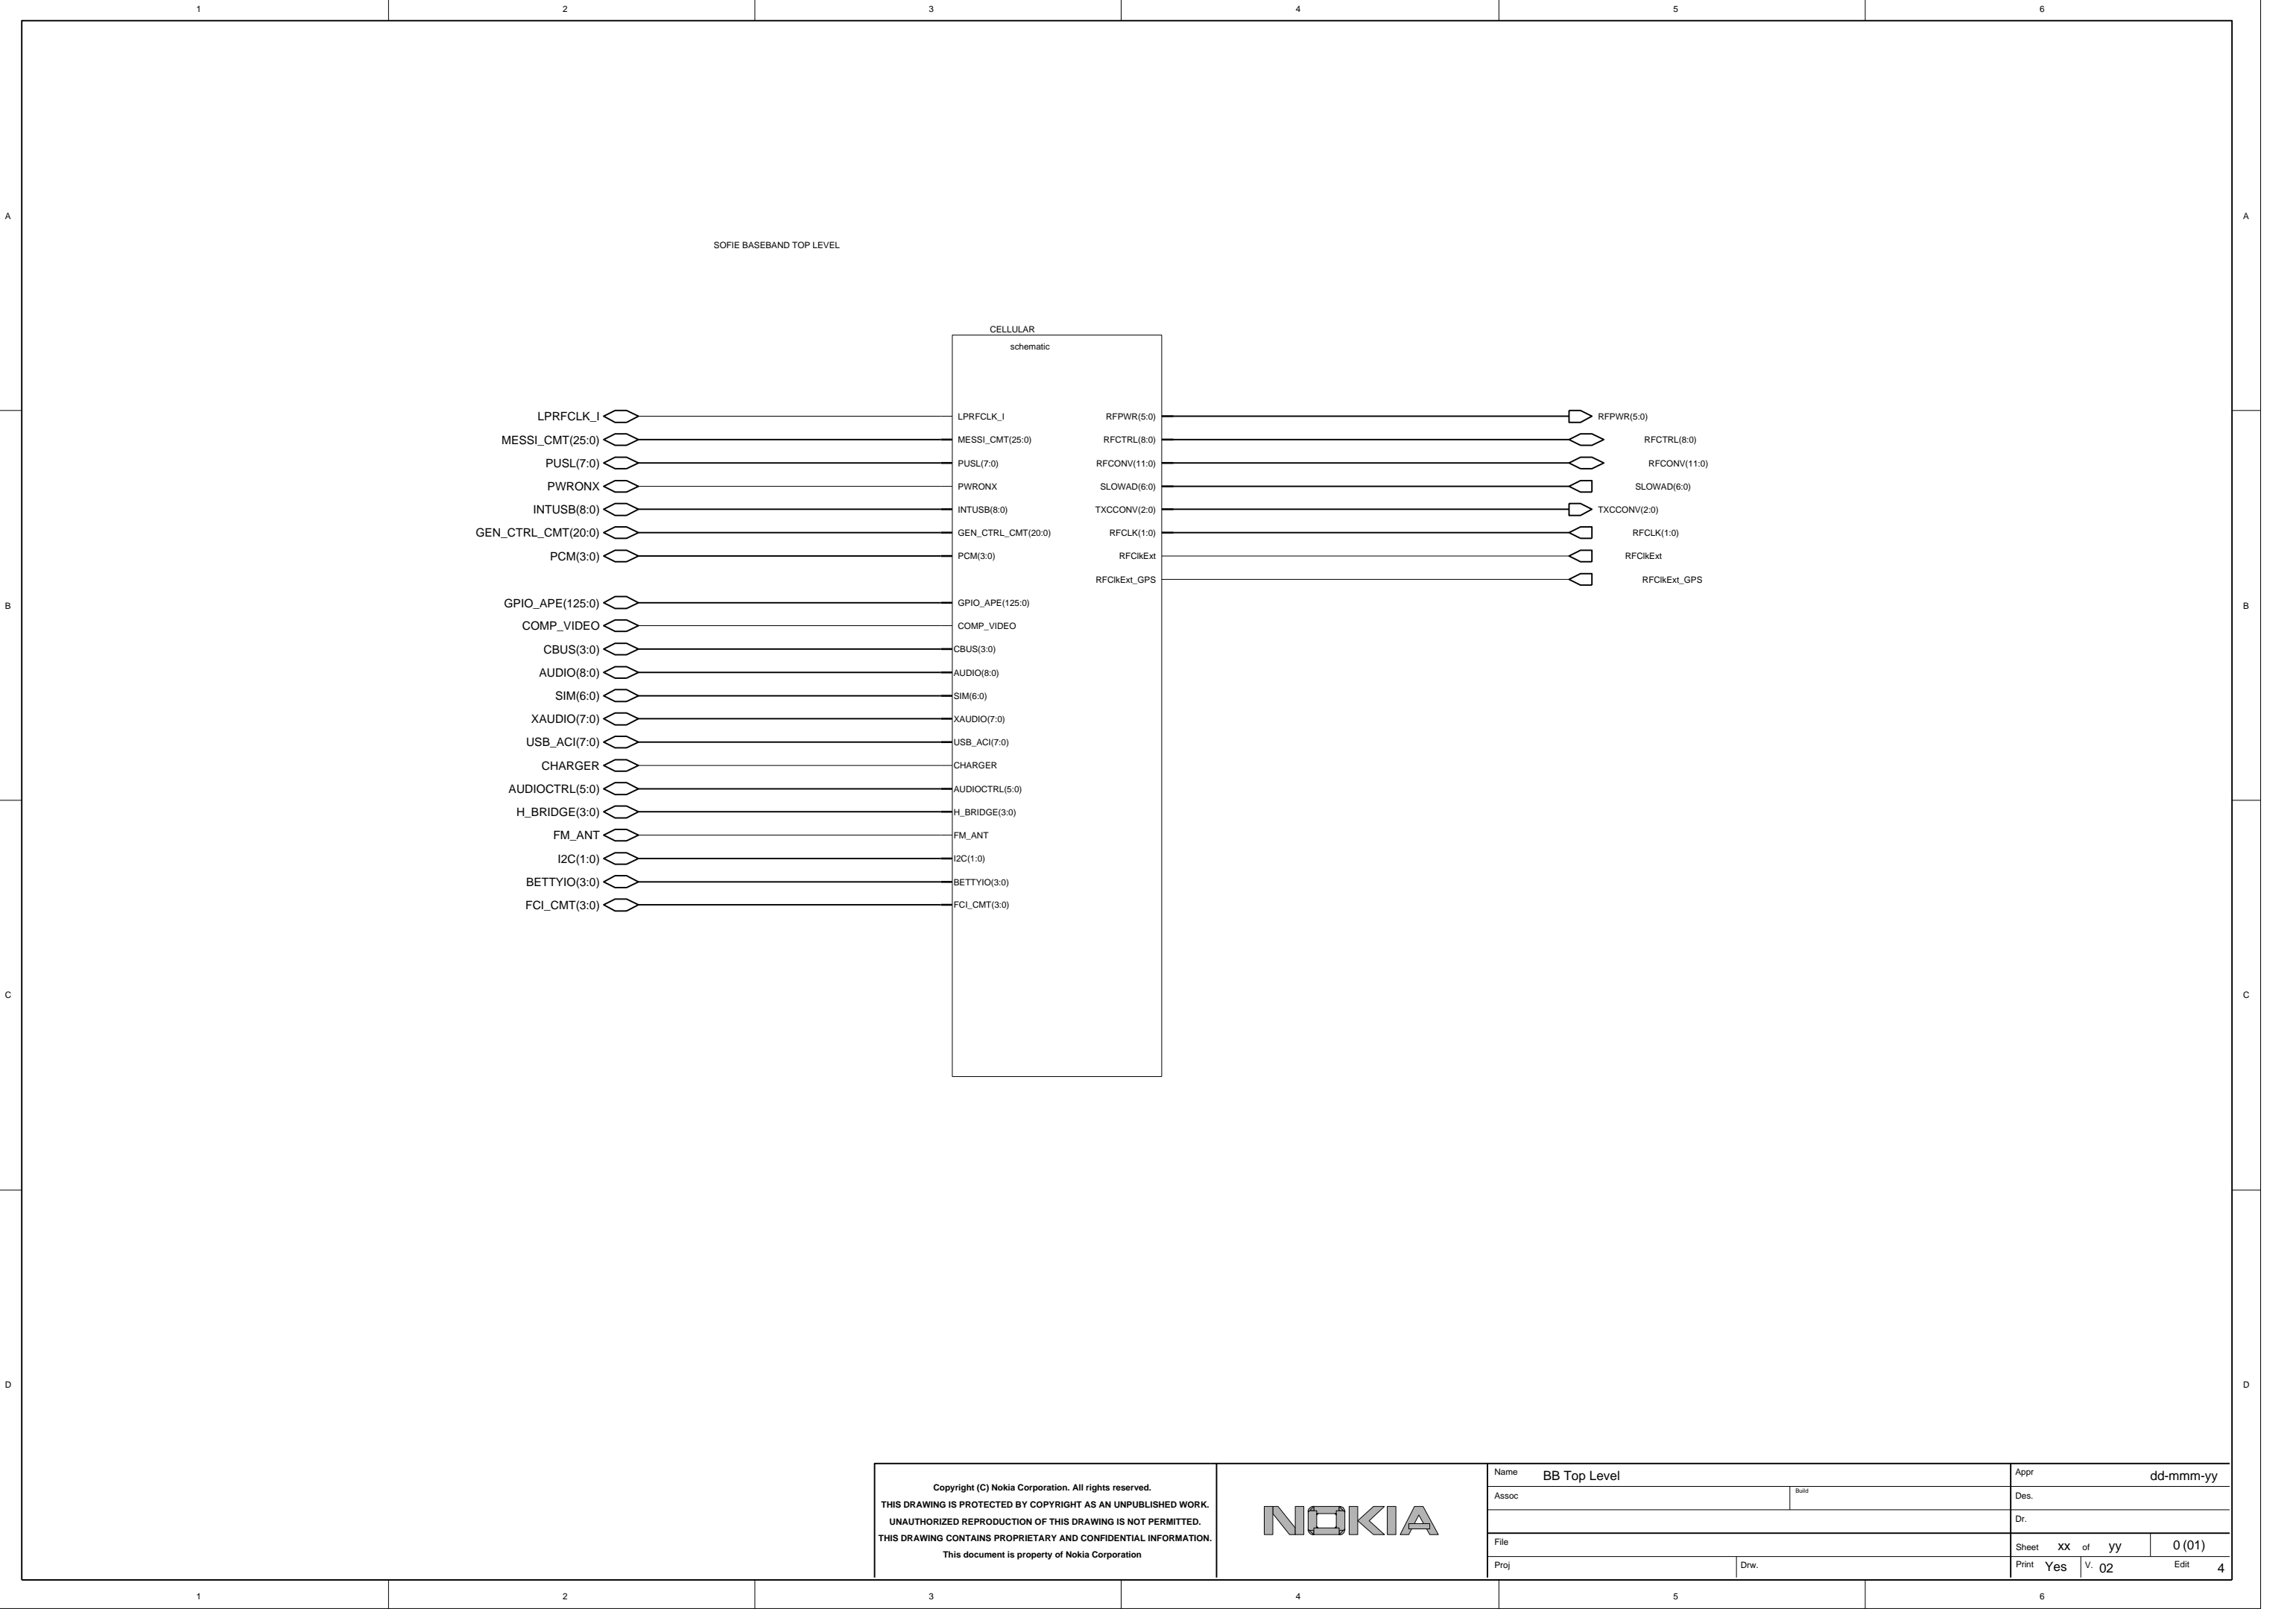 1 2 3 4 5 6
A A
SOFIE BASEBAND TOP LEVEL
CELLULAR
schematic
LPRFCLK_I LPRFCLK_I RFPWR(5:0) RFPWR(5:0)
MESSI_CMT(25:0) MESSI_CMT(25:0) RFCTRL(8:0) RFCTRL(8:0)
PUSL(7:0) PUSL(7:0) RFCONV(11:0) RFCONV(11:0)
PWRONX PWRONX SLOWAD(6:0) SLOWAD(6:0)
INTUSB(8:0) INTUSB(8:0) TXCCONV(2:0) TXCCONV(2:0)
GEN_CTRL_CMT(20:0) GEN_CTRL_CMT(20:0) RFCLK(1:0) RFCLK(1:0)
PCM(3:0) PCM(3:0) RFClkExt RFClkExt
RFClkExt_GPS RFClkExt_GPS
B GPIO_APE(125:0) GPIO_APE(125:0) B
COMP_VIDEO COMP_VIDEO
CBUS(3:0) CBUS(3:0)
AUDIO(8:0) AUDIO(8:0)
SIM(6:0) SIM(6:0)
XAUDIO(7:0) XAUDIO(7:0)
USB_ACI(7:0) USB_ACI(7:0)
CHARGER CHARGER
AUDIOCTRL(5:0) AUDIOCTRL(5:0)
H_BRIDGE(3:0) H_BRIDGE(3:0)
FM_ANT FM_ANT
I2C(1:0) I2C(1:0)
BETTYIO(3:0) BETTYIO(3:0)
FCI_CMT(3:0) FCI_CMT(3:0)
C C
D D
Copyright (C) Nokia Corporation. All rights reserved.
THIS DRAWING IS PROTECTED BY COPYRIGHT AS AN UNPUBLISHED WORK.
UNAUTHORIZED REPRODUCTION OF THIS DRAWING IS NOT PERMITTED.
THIS DRAWING CONTAINS PROPRIETARY AND CONFIDENTIAL INFORMATION.
This document is property of Nokia Corporation
NOKIA
Name BB Top Level Appr dd-mmm-yy
Assoc Build Des.
Dr.
File Sheet xx of yy 0 (01)
Proj Drw. Print Yes V. 02 Edit 4
1 2 3 4 5 6